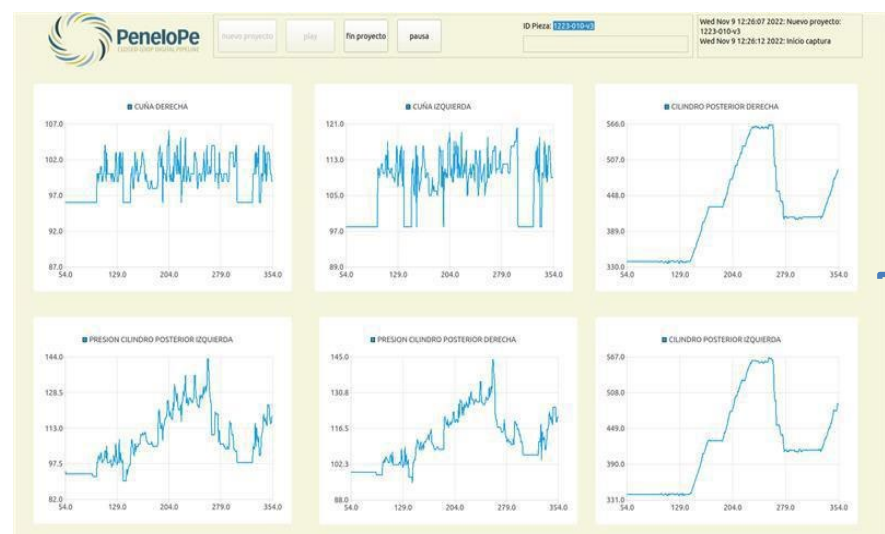 PeneloPe
CLOSED LOOP DIGITAL PIPELINE
nuevo proyecto
play
fin proyecto
pausa
ID Pieza: 1223-010-v3
Wed Nov 9 12:26:07 2022: Nuevo proyecto:
1223-010-v3
Wed Nov 9 12:26:12 2022: Inicio captura
CUÑA DERECHA
107.0
102.0
97.0
92.0
87.0
54.0 129.0 204.0 279.0 354.0
CUÑA IZQUIERDA
121.0
113.0
105.0
97.0
89.0
54.0 129.0 204.0 279.0 354.0
CILINDRO POSTERIOR DERECHA
566.0
507.0
448.0
389.0
330.0
54.0 129.0 204.0 279.0 354.0
PRESION CILINDRO POSTERIOR IZQUIERDA
144.0
128.5
113.0
97.5
82.0
54.0 129.0 204.0 279.0 354.0
PRESION CILINDRO POSTERIOR DERECHA
145.0
130.8
116.5
102.3
88.0
54.0 129.0 204.0 279.0 354.0
CILINDRO POSTERIOR IZQUIERDA
567.0
508.0
449.0
390.0
331.0
54.0 129.0 204.0 279.0 354.0